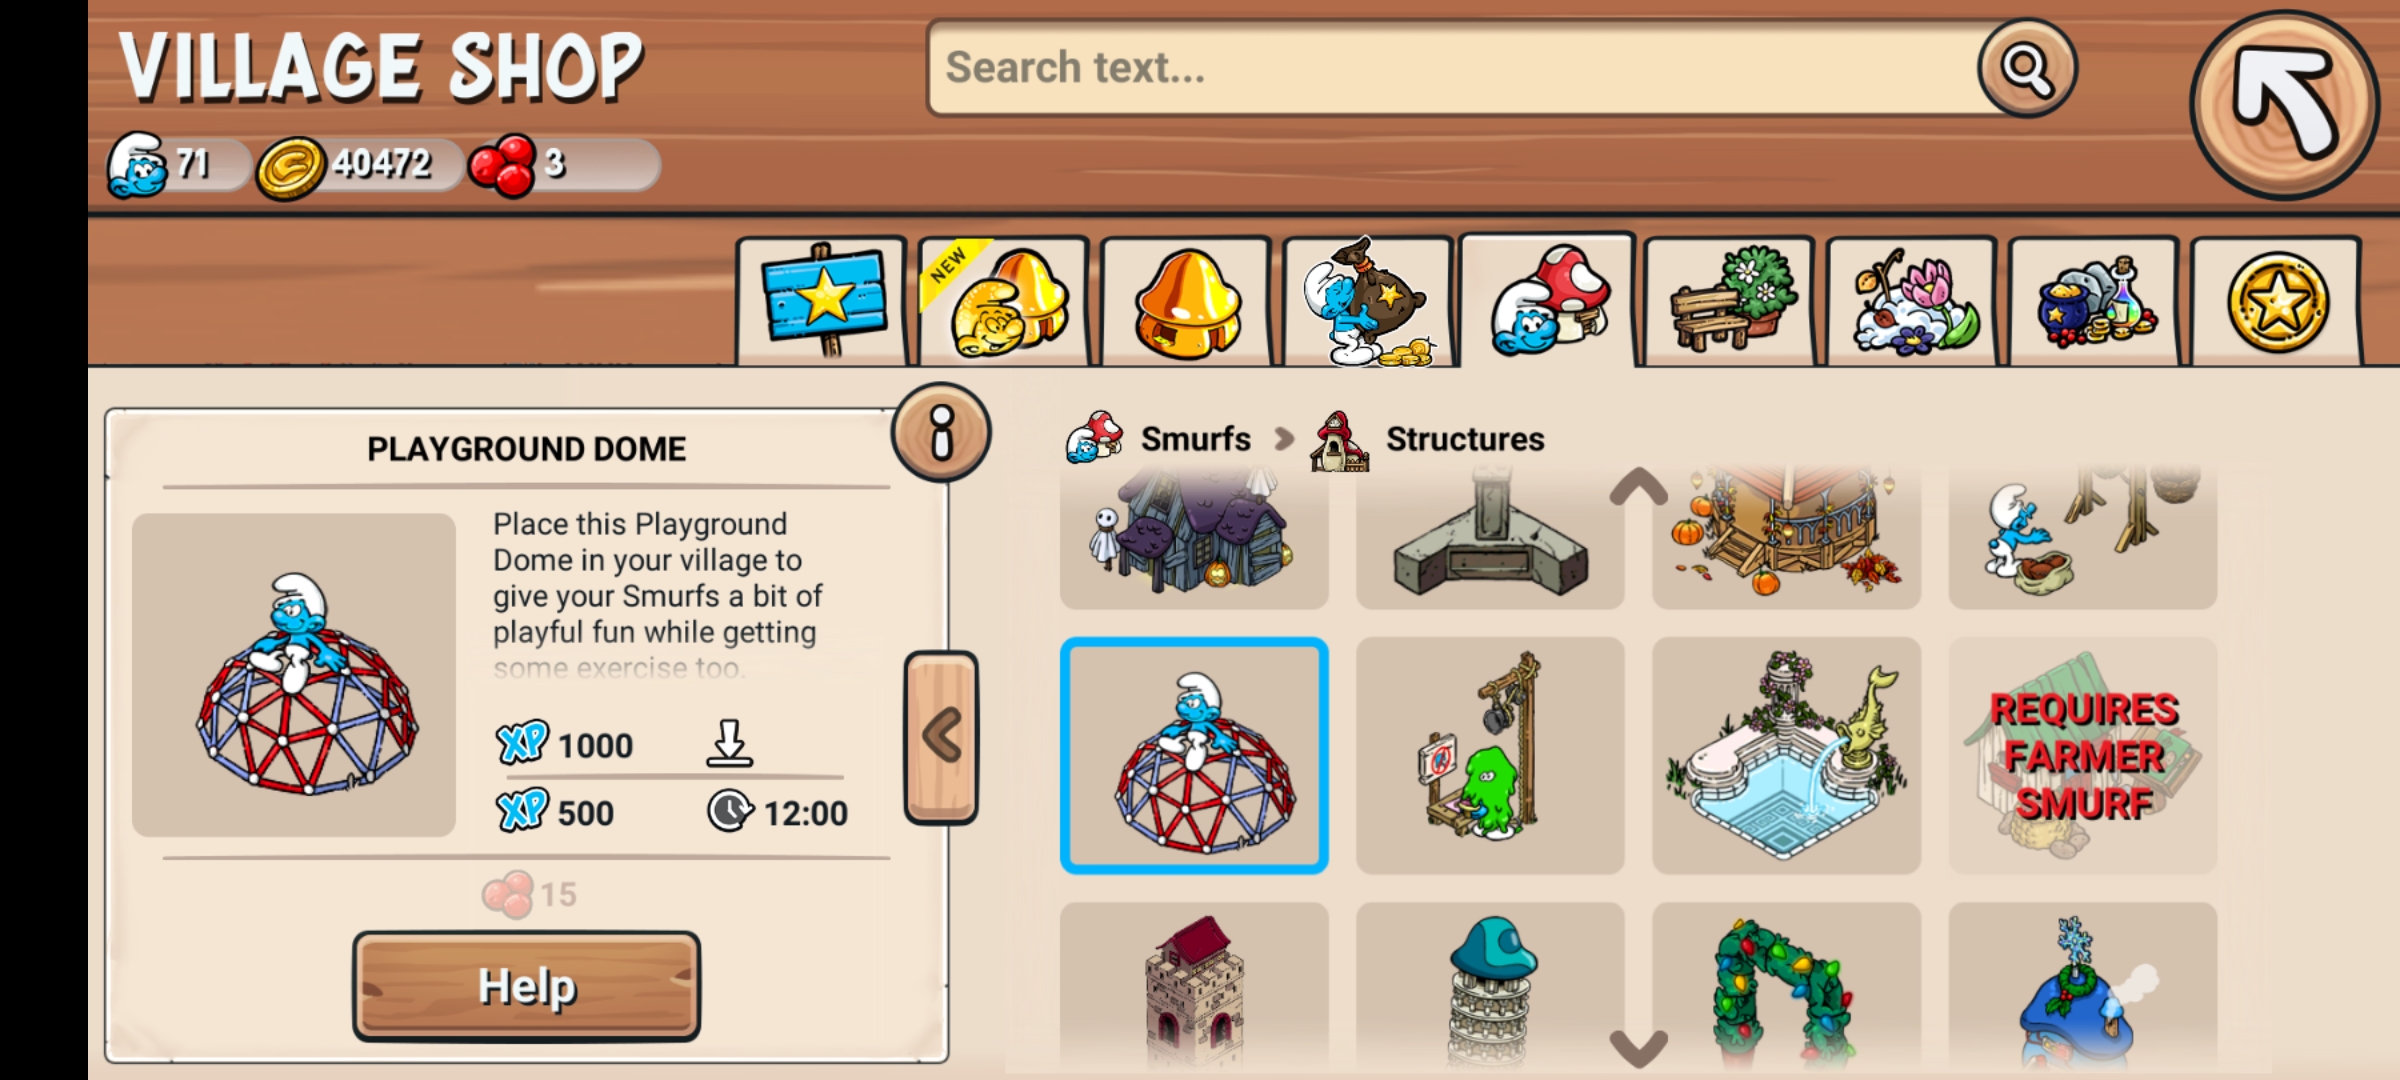 VILLAGE SHOP
Search text...
71
40472
3
NEW
PLAYGROUND DOME
Place this Playground
Dome in your village to
give your Smurfs a bit of
playful fun while getting
some exercise too.
XP 1000
XP 500
12:00
15
Help
Smurfs
Structures
REQUIRES
FARMER
SMURF